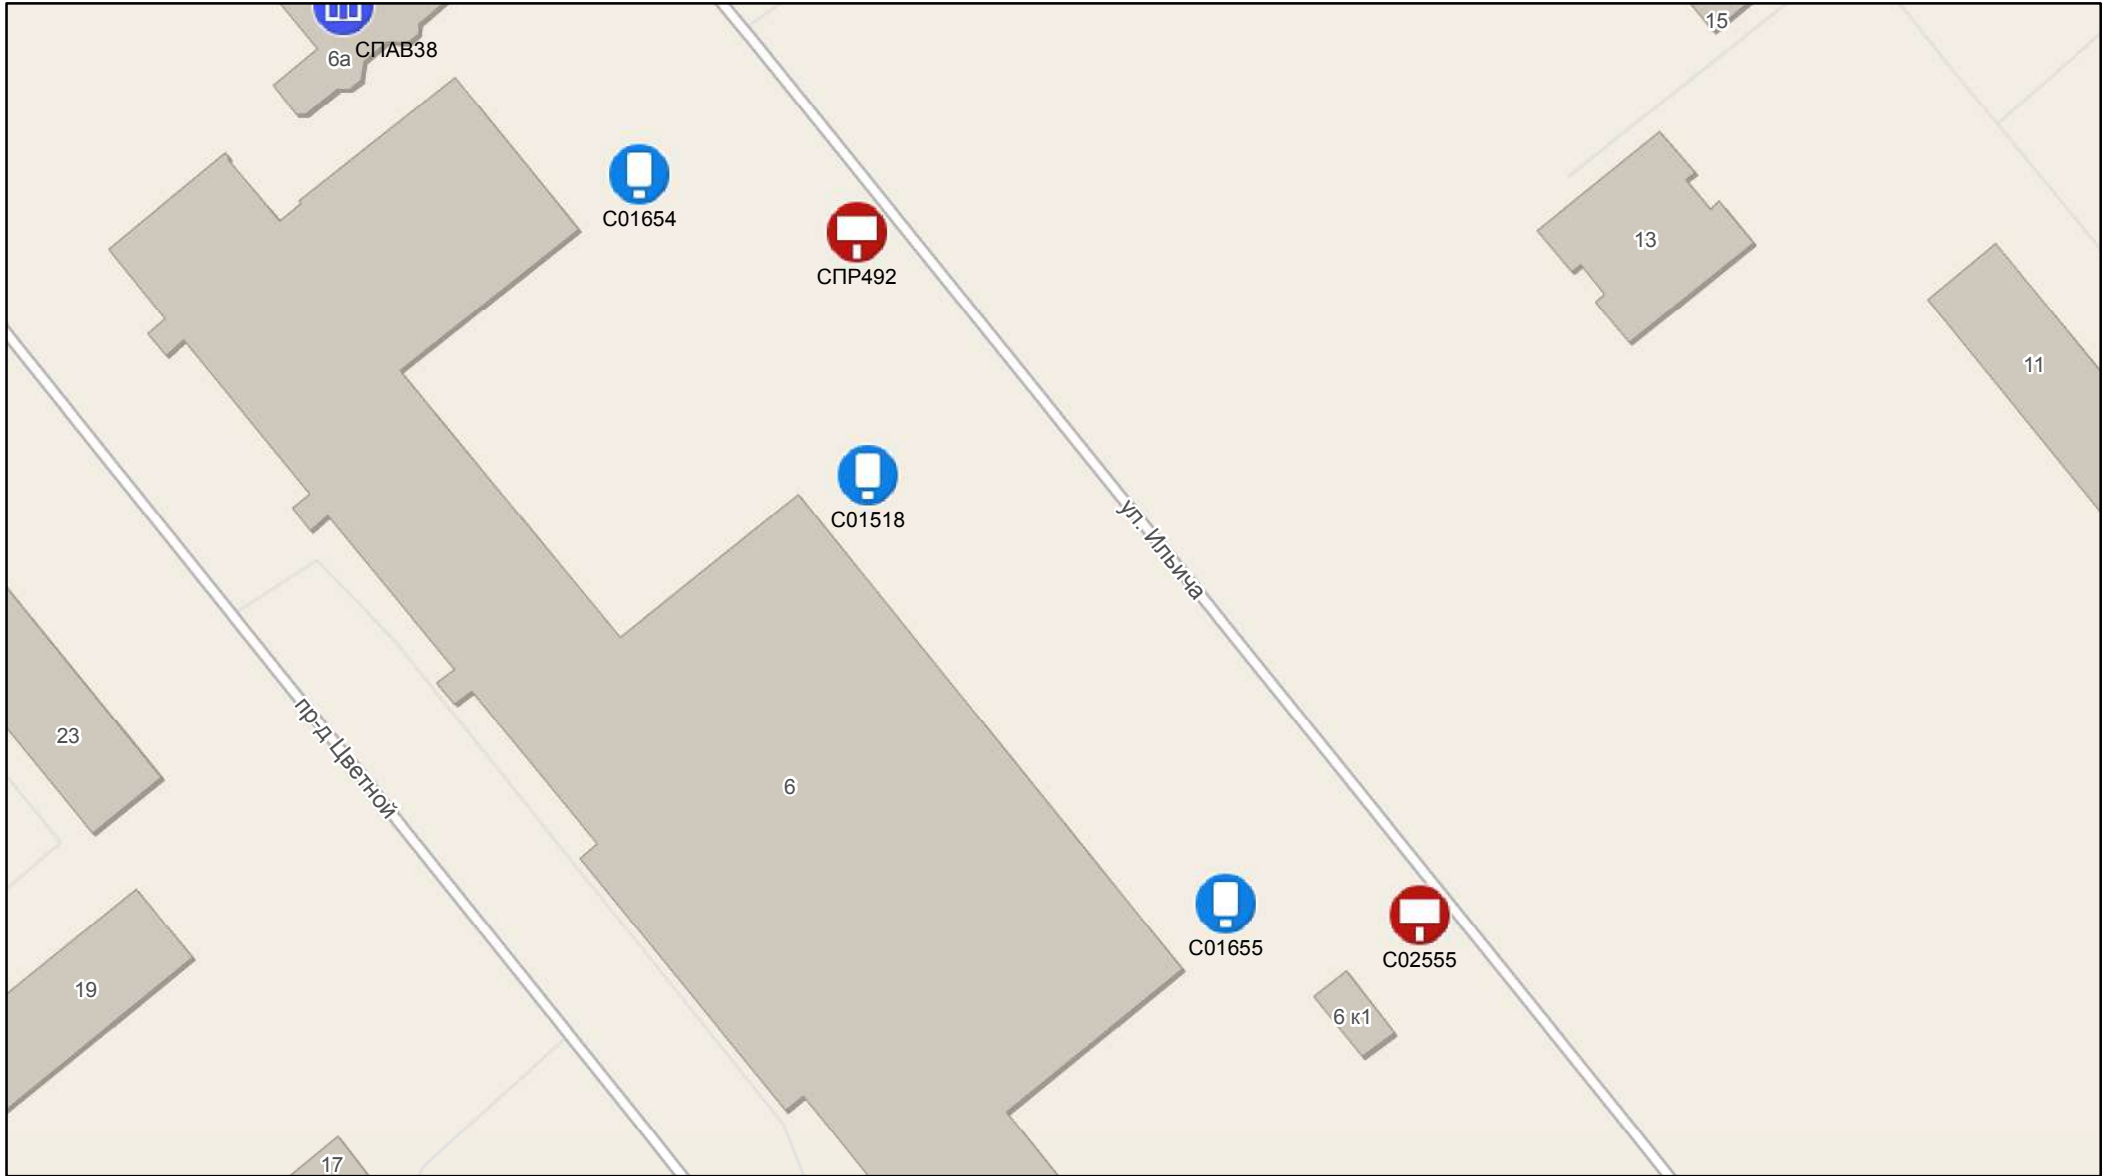 15
СПАВ38
6а
С01654
13
СПР492
11
С01518
ул. Ильича
23
пр-д Цветной
6
С01655
С02555
19
6 к1
17